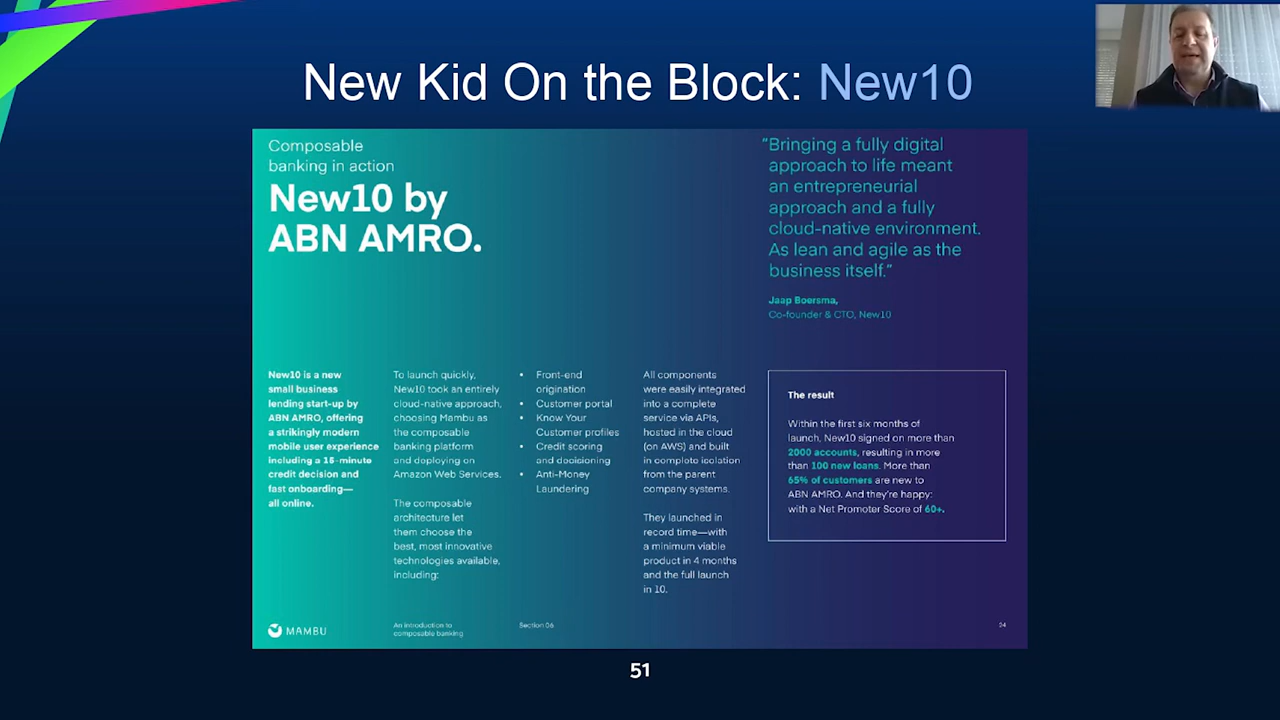 New Kid On the Block: New10
Composable
banking in action
New10 by
ABN AMRO.
"Bringing a fully digital
approach to life meant
an entrepreneurial
approach and a fully
cloud-native environment.
As lean and agile as the
business itself."
Jaap Boersma,
Co-founder & CTO, New10
New10 is a new
small business
lending start-up by
ABN AMRO, offering
a strikingly modern
mobile user experience
including a 15-minute
credit decision and
fast onboarding—
all online.
To launch quickly,
New10 took an entirely
cloud-native approach,
choosing Mambu as
the composable
banking platform
and deploying on
Amazon Web Services.
The composable
architecture let
them choose the
best, most innovative
technologies available,
including:
• Front-end
origination
• Customer portal
• Know Your
Customer profiles
• Credit scoring
and decisioning
• Anti-Money
Laundering
All components
were easily integrated
into a complete
service via APIs,
hosted in the cloud
(on AWS) and built
in complete isolation
from the parent
company systems.
They launched in
record time—with
a minimum viable
product in 4 months
and the full launch
in 10.
The result
Within the first six months of
launch, New10 signed on more than
2000 accounts, resulting in more
than 100 new loans. More than
65% of customers are new to
ABN AMRO. And they're happy:
with a Net Promoter Score of 60+.
MAMBU
An introduction to
composable banking
Section 06
34
51